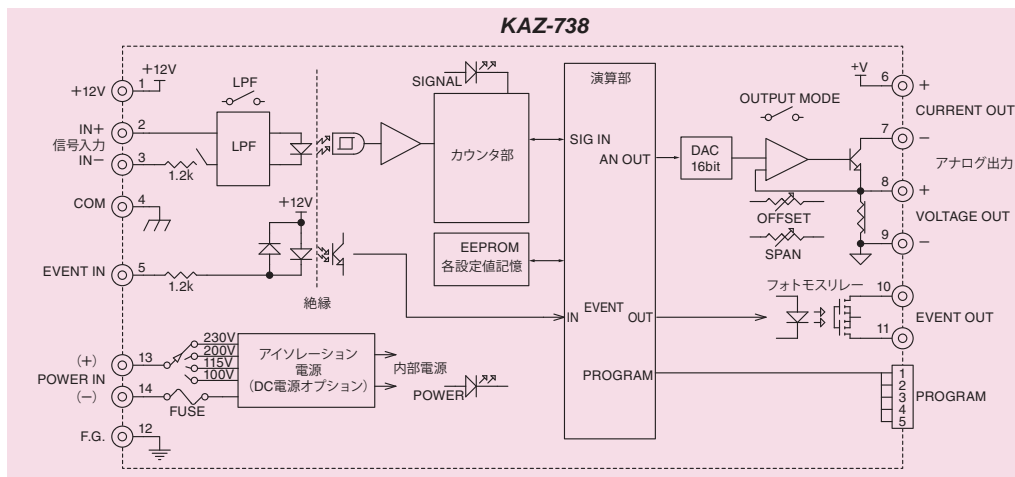 KAZ-738
+12V
1
+12V
IN+
信号入力
IN−
2
3
1.2k
LPF
LPF
COM
4
EVENT IN
5
1.2k
+12V
絶縁
SIGNAL
カウンタ部
EEPROM
各設定値記憶
演算部
SIG IN
AN OUT
IN
EVENT
OUT
PROGRAM
DAC
16bit
OUTPUT MODE
OFFSET
SPAN
+V
6
+
CURRENT OUT
7
−
アナログ出力
8
+
VOLTAGE OUT
9
−
フォトモスリレー
10
EVENT OUT
11
1
2
3
4
5
PROGRAM
(+)
POWER IN
(−)
13
14
230V
200V
115V
100V
FUSE
アイソレーション
電源
(DC電源オプション)
内部電源
POWER
F.G.
12